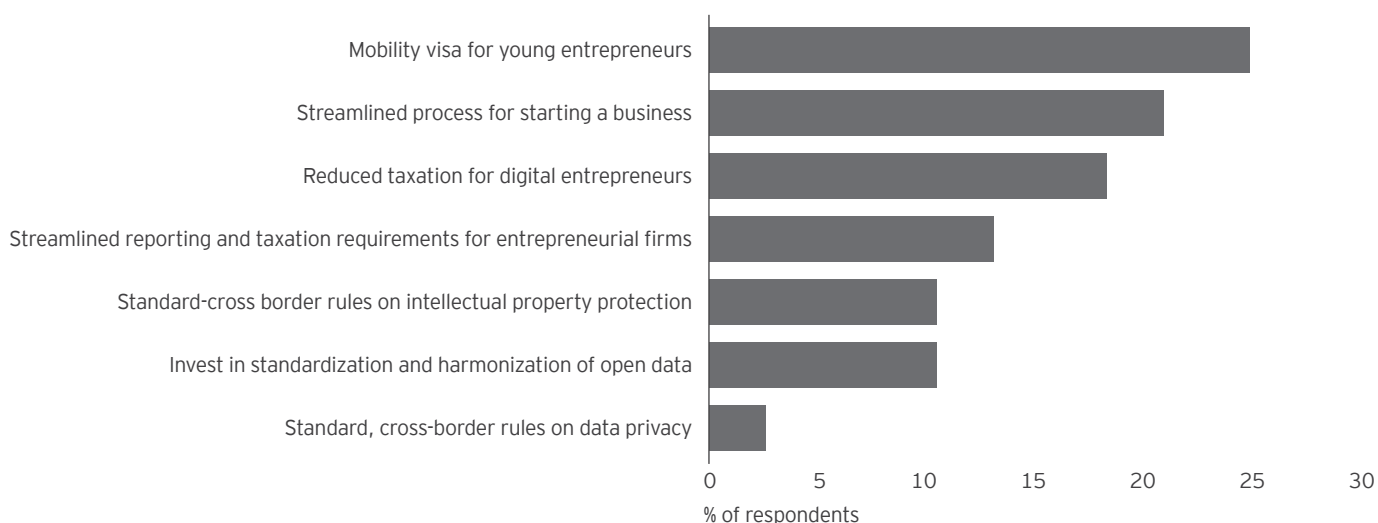 Mobility visa for young entrepreneurs
Streamlined process for starting a business
Reduced taxation for digital entrepreneurs
Streamlined reporting and taxation requirements for entrepreneurial firms
Standard-cross border rules on intellectual property protection
Invest in standardization and harmonization of open data
Standard, cross-border rules on data privacy
0 5 10 15 20 25 30
% of respondents